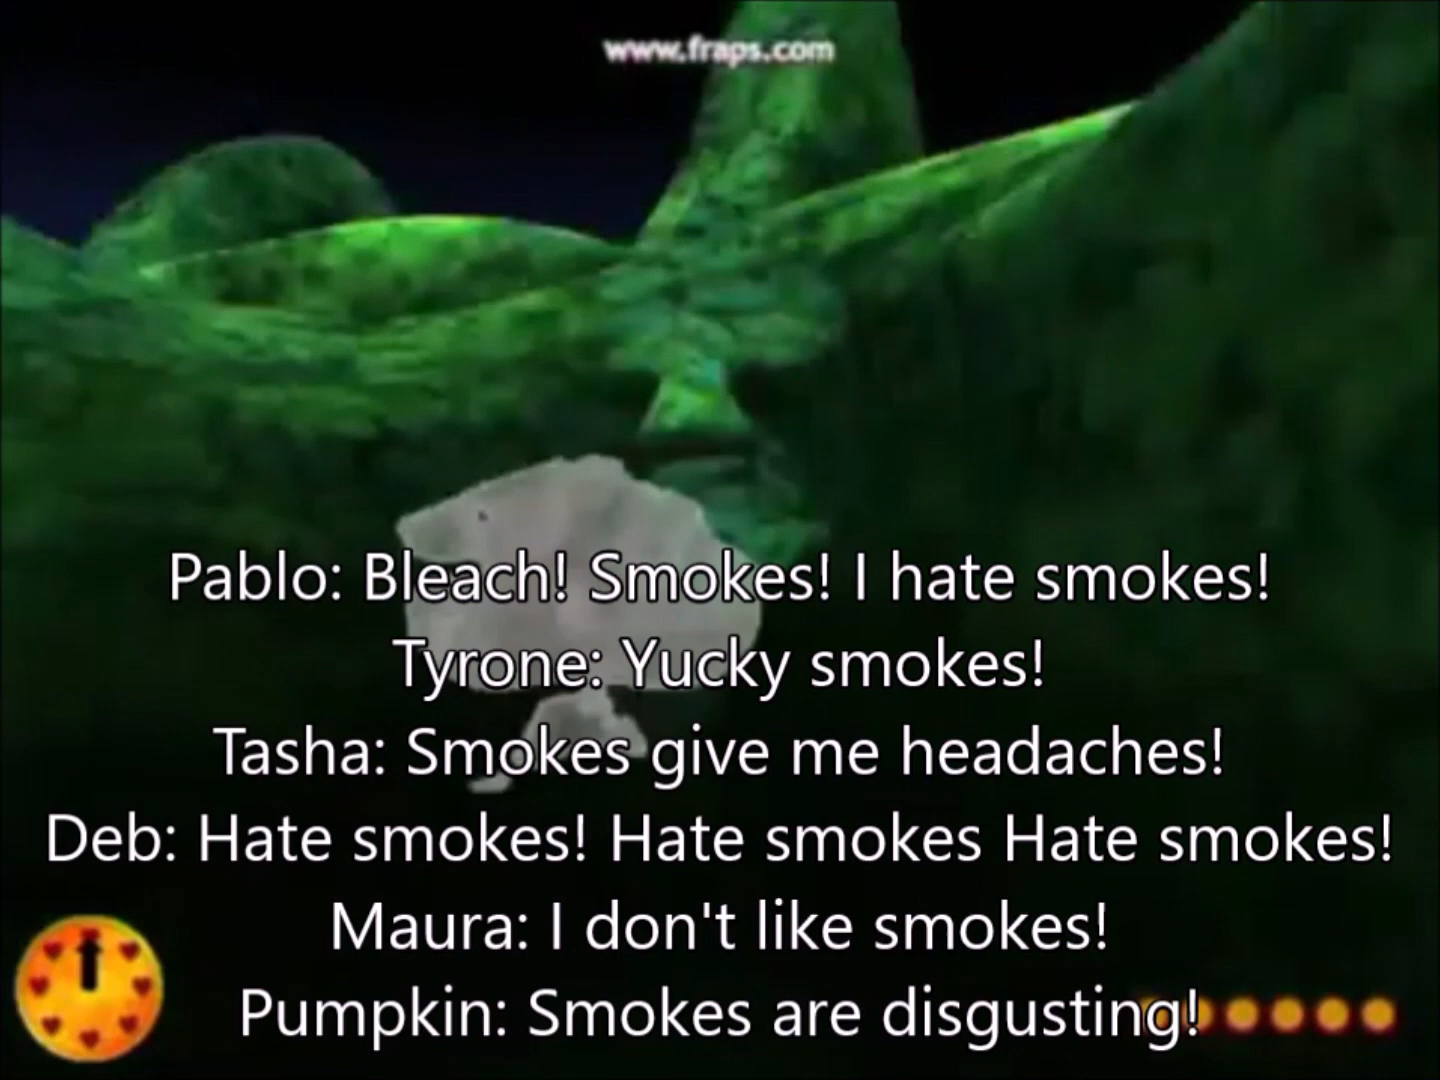 www.fraps.com
Pablo: Bleach! Smokes! I hate smokes!
Tyrone: Yucky smokes!
Tasha: Smokes give me headaches!
Deb: Hate smokes! Hate smokes Hate smokes!
Maura: I don't like smokes!
Pumpkin: Smokes are disgusting!